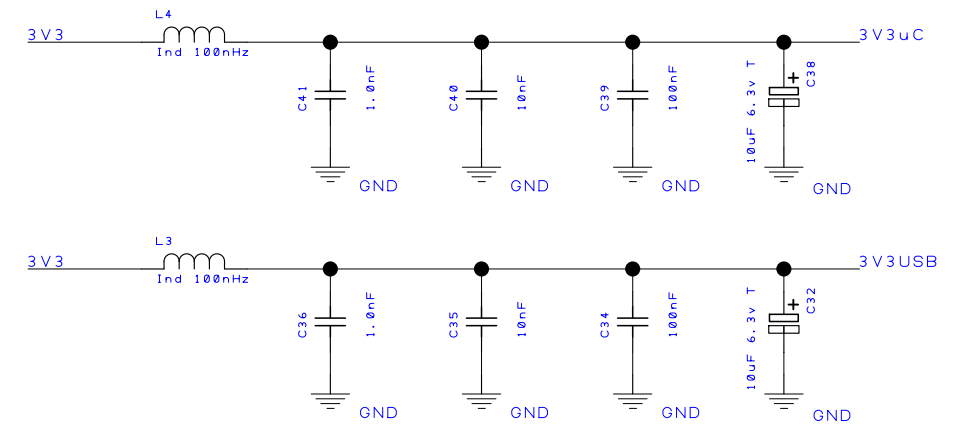 L4
3V3
3V3uC
Ind 100nHz
C41
1.0nF
C40
10nF
C39
100nF
10uF 6.3v T
+
C38
GND
GND
GND
GND
L3
3V3
3V3USB
Ind 100nHz
C36
1.0nF
C35
10nF
C34
100nF
10uF 6.3v T
+
C32
GND
GND
GND
GND